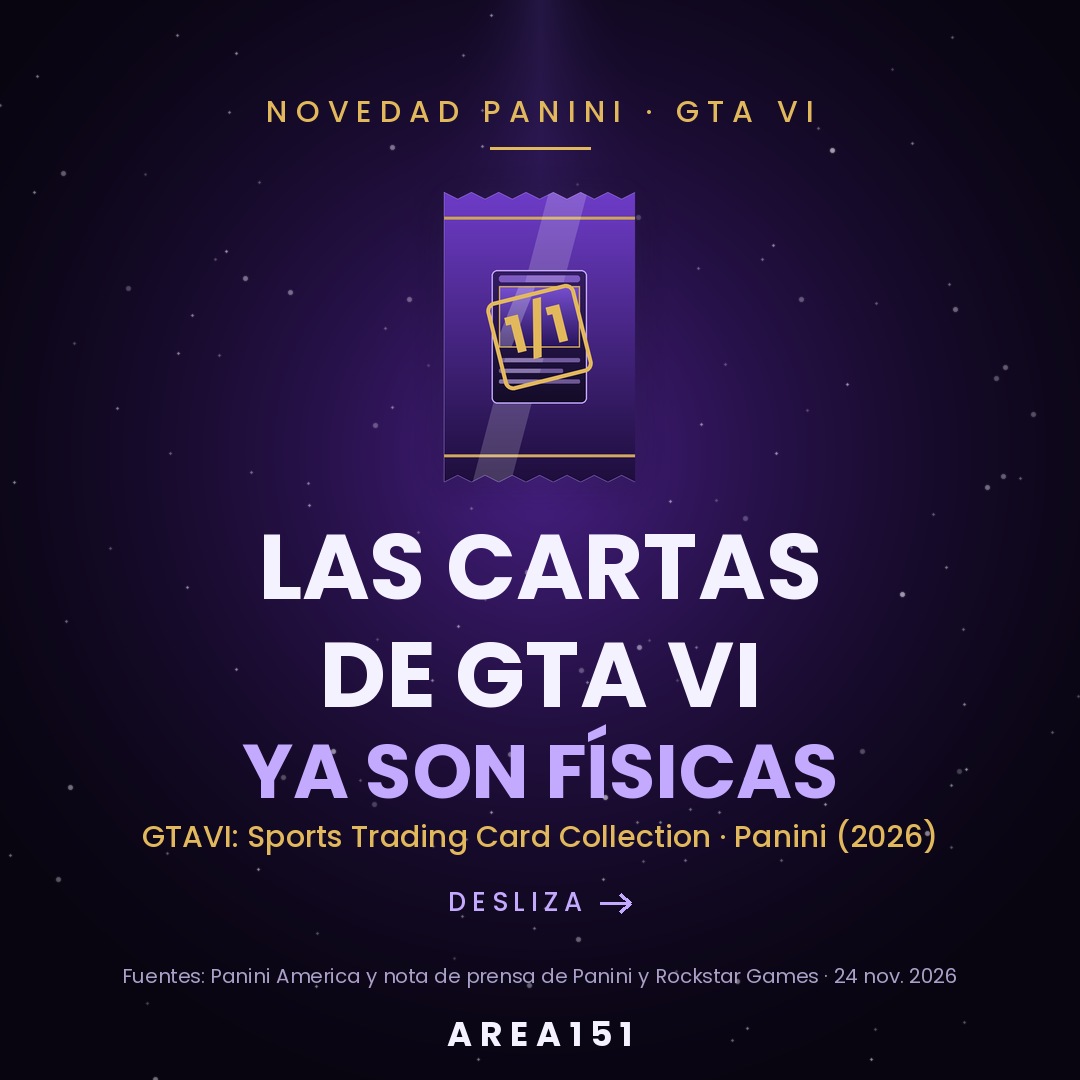 NOVEDAD PANINI · GTA VI
1/1
LAS CARTAS
DE GTA VI
YA SON FÍSICAS
GTAVI: Sports Trading Card Collection · Panini (2026)
DESLIZA →
Fuentes: Panini America y nota de prensa de Panini y Rockstar Games · 24 nov. 2026
AREA151